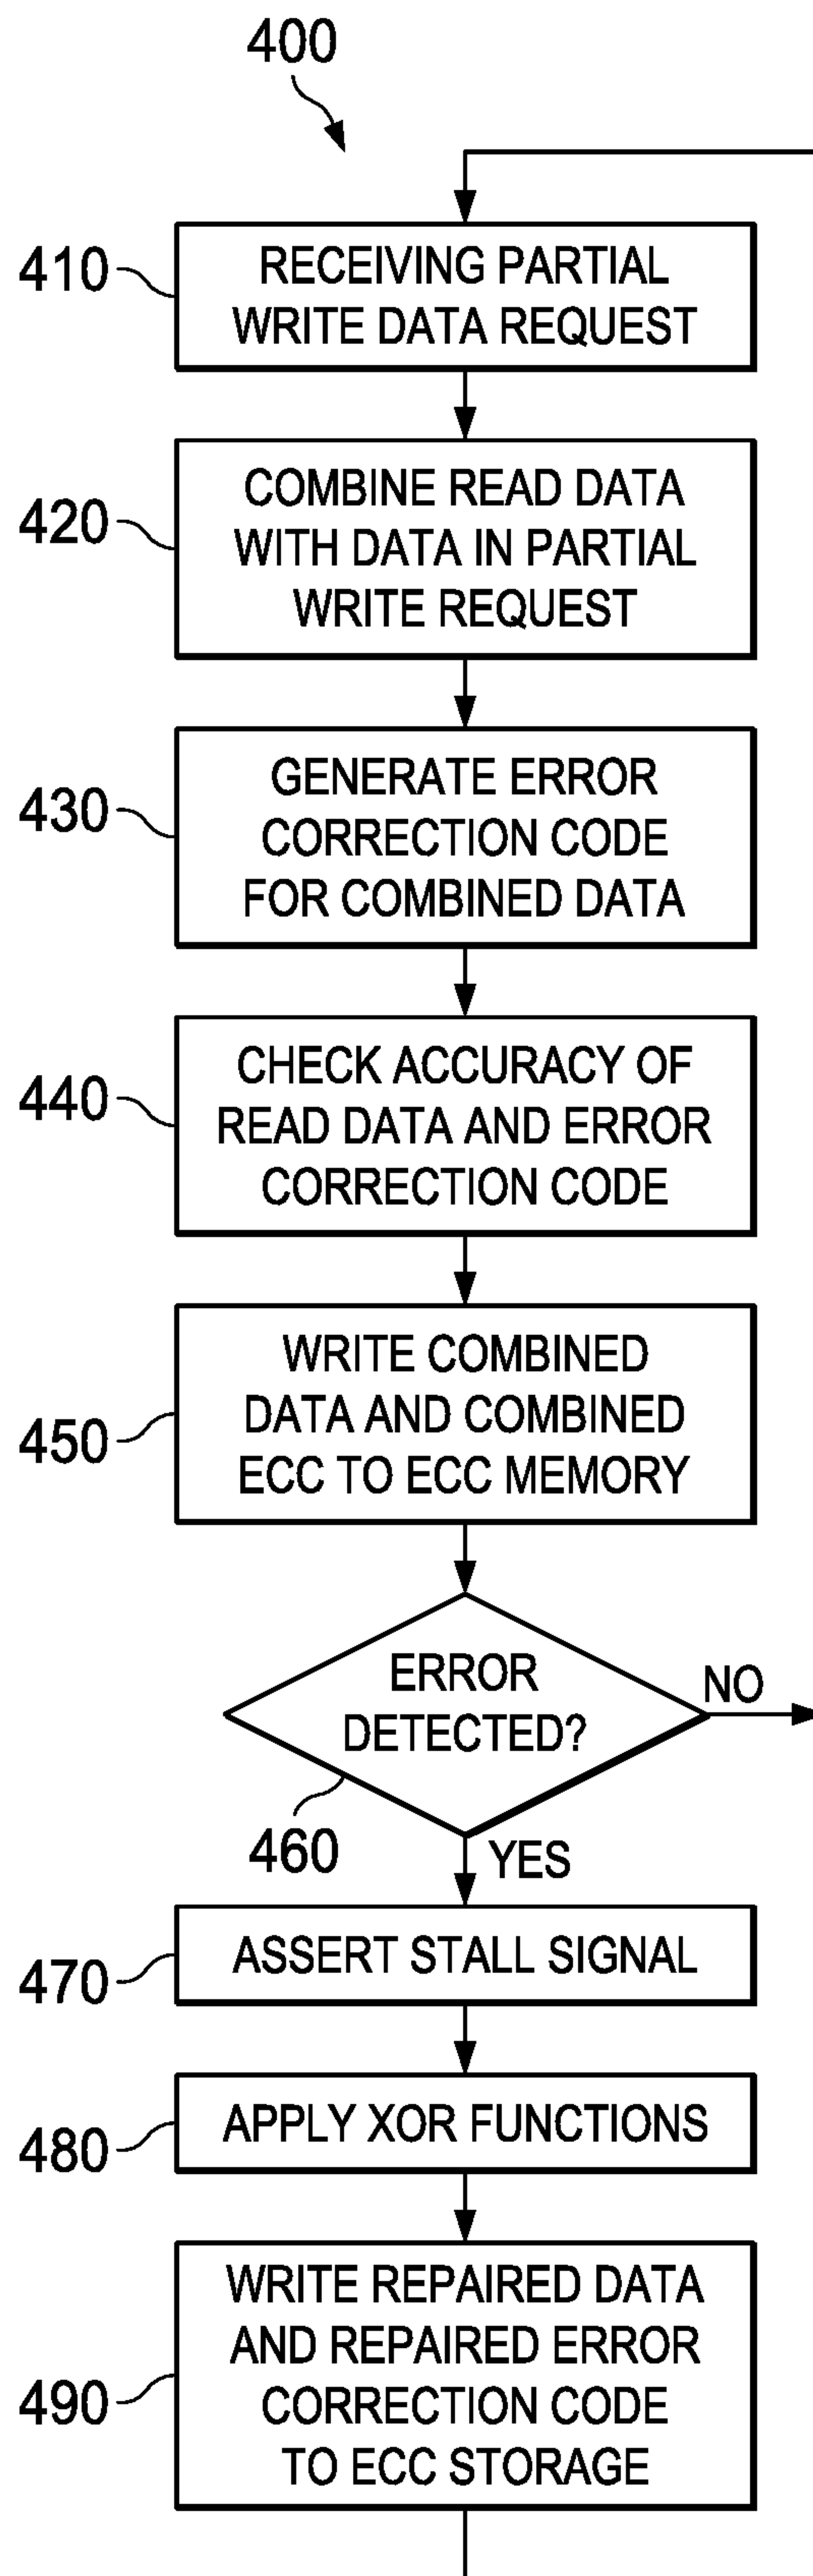 400
410
RECEIVING PARTIAL
WRITE DATA REQUEST
420
COMBINE READ DATA
WITH DATA IN PARTIAL
WRITE REQUEST
430
GENERATE ERROR
CORRECTION CODE
FOR COMBINED DATA
440
CHECK ACCURACY OF
READ DATA AND ERROR
CORRECTION CODE
450
WRITE COMBINED
DATA AND COMBINED
ECC TO ECC MEMORY
ERROR
DETECTED?
NO
460
YES
470
ASSERT STALL SIGNAL
480
APPLY XOR FUNCTIONS
490
WRITE REPAIRED DATA
AND REPAIRED ERROR
CORRECTION CODE
TO ECC STORAGE